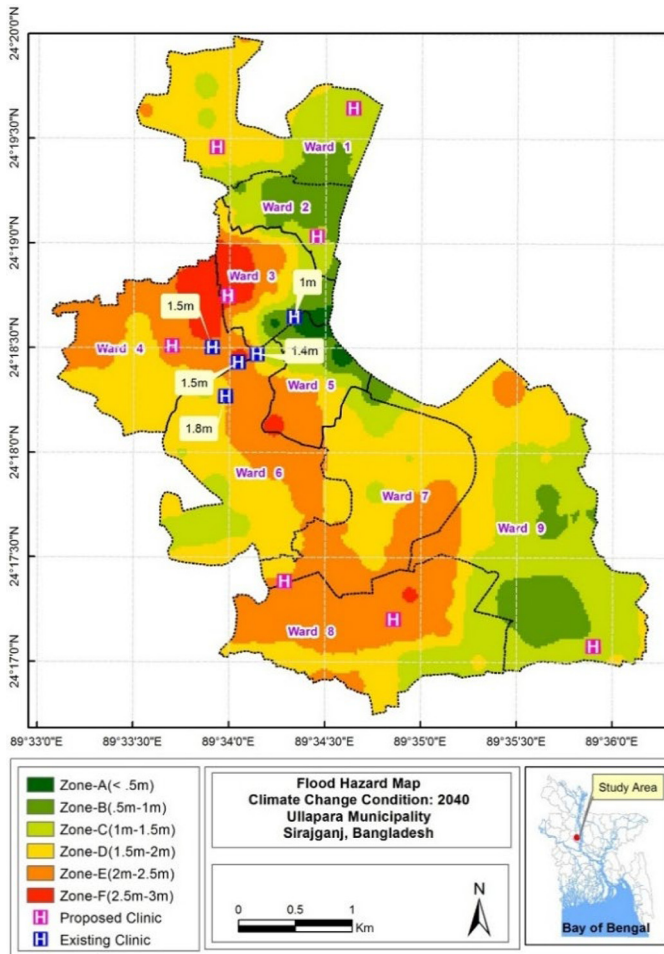 24°20'0"N
24°19'30"N
24°19'0"N
24°18'30"N
24°18'0"N
24°17'30"N
24°17'0"N
H
H
Ward 1
Ward 2
H
Ward 3
1m
H
1.5m
H
Ward 4
H
H
H
1.4m
1.5m
H
Ward 5
H
1.8m
Ward 6
Ward 7
Ward 9
H
Ward 8
H
H
89°33'0"E
89°33'30"E
89°34'0"E
89°34'30"E
89°35'0"E
89°35'30"E
89°36'0"E
Zone-A(< .5m)
Zone-B(.5m-1m)
Zone-C(1m-1.5m)
Zone-D(1.5m-2m)
Zone-E(2m-2.5m)
Zone-F(2.5m-3m)
H Proposed Clinic
H Existing Clinic
Flood Hazard Map
Climate Change Condition: 2040
Ullapara Municipality
Sirajganj, Bangladesh
0 0.5 1
Km
N
Study Area
Bay of Bengal